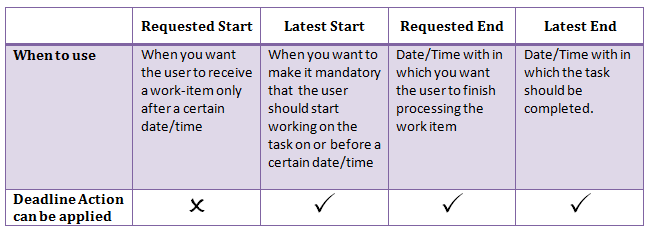 Requested Start Latest Start Requested End Latest End
When to use
When you want
the user to receive
a work-item only
after a certain
date/time
When you want to
make it mandatory
that the user
should start
working on the
task on or before a
certain date/time
Date/Time with in
which you want
the user to finish
processing the
work item
Date/Time with in
which the task
should be
completed.
Deadline Action
can be applied
✗ ✓ ✓ ✓